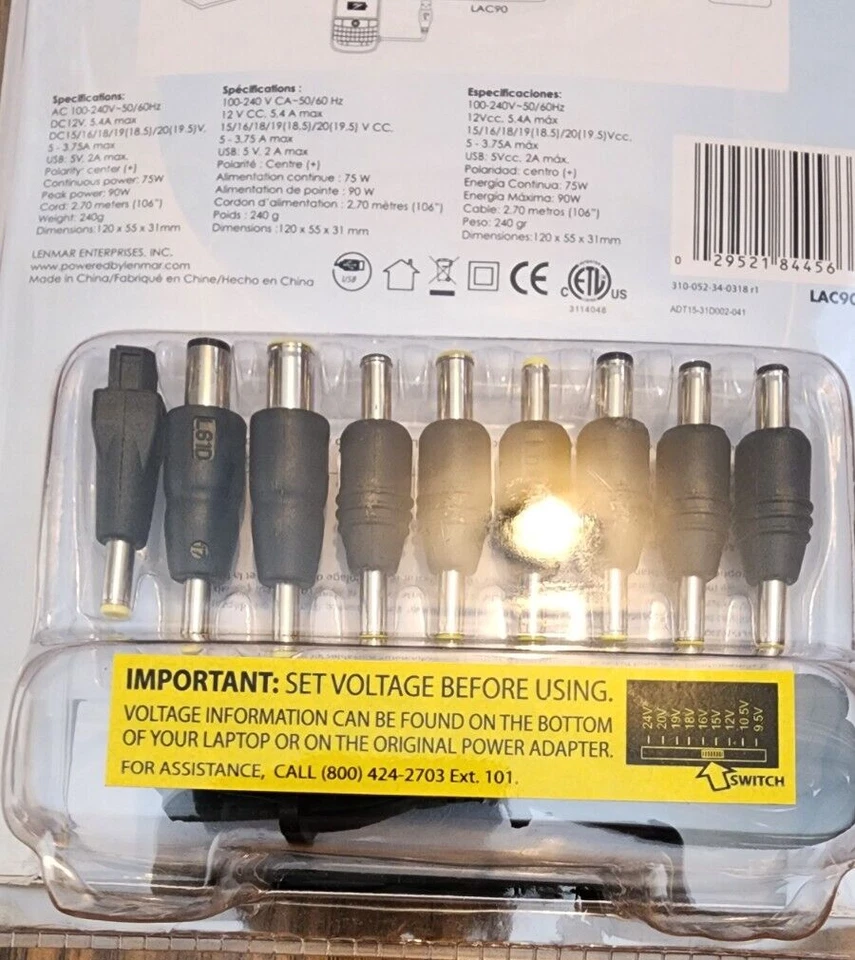 LAC90
Specifications:
AC 100-240V~50/60Hz
DC12V, 5.4A max
DC15/16/18/19(18.5)/20(19.5)V,
5 - 3.75A max
USB: 5V, 2A max,
Polarity: center (+)
Continuous power: 75W
Peak power: 90W
Cord: 2.70 meters (106")
Weight: 240g
Dimensions:120 x 55 x 31mm
Spécifications :
100-240 V CA~50/60 Hz
12 V CC, 5,4 A max
15/16/18/19(18.5)/20(19.5) V CC.
5 - 3,75 A max
USB: 5 V, 2 A max
Polarité : Centre (+)
Alimentation continue : 75 W
Alimentation de pointe : 90 W
Cordon d'alimentation : 2,70 mètres (106")
Poids : 240 g
Dimensions :120 x 55 x 31 mm
Especificaciones:
100-240V~50/60Hz
12Vcc, 5.4A máx
15/16/18/19(18.5)/20(19.5)Vcc,
5 - 3.75A máx
USB: 5Vcc, 2A máx.
Polaridad: centro (+)
Energía Continua: 75W
Energía Máxima: 90W
Cable: 2.70 metros (106")
Peso: 240 gr
Dimensiones:120 x 55 x 31mm
LENMAR ENTERPRISES, INC.
www.poweredbylenmar.com
Made in China/Fabriqué en Chine/Hecho en China
USB
CE
C ETL US
3114048
0 29521 84456
310-052-34-0318 r1
LAC90
ADT15-31D002-041
L61D
IMPORTANT: SET VOLTAGE BEFORE USING.
VOLTAGE INFORMATION CAN BE FOUND ON THE BOTTOM
OF YOUR LAPTOP OR ON THE ORIGINAL POWER ADAPTER.
FOR ASSISTANCE, CALL (800) 424-2703 Ext. 101.
24V
20V
19V
18V
16V
15V
12V
10.5V
9.5V
SWITCH